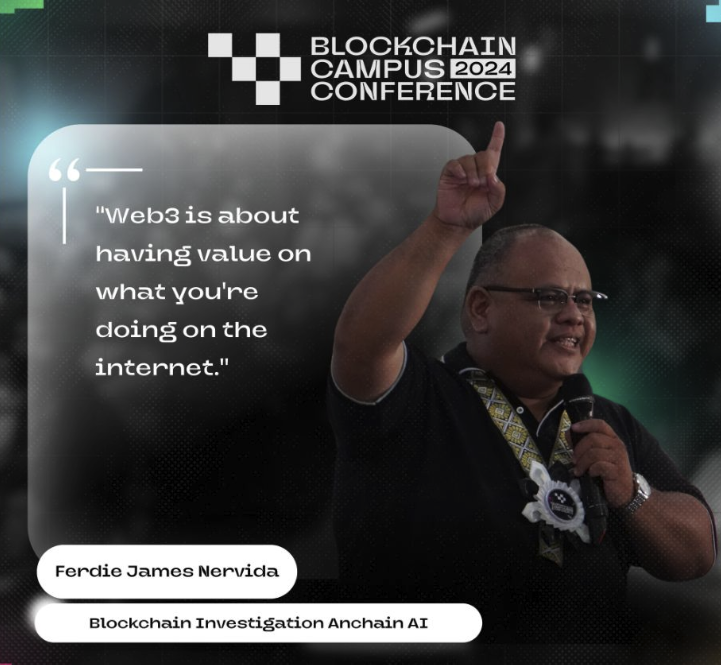 BLOCKCHAIN
CAMPUS 2024
CONFERENCE
"Web3 is about
having value on
what you're
doing on the
internet."
Ferdie James Nervida
Blockchain Investigation Anchain AI